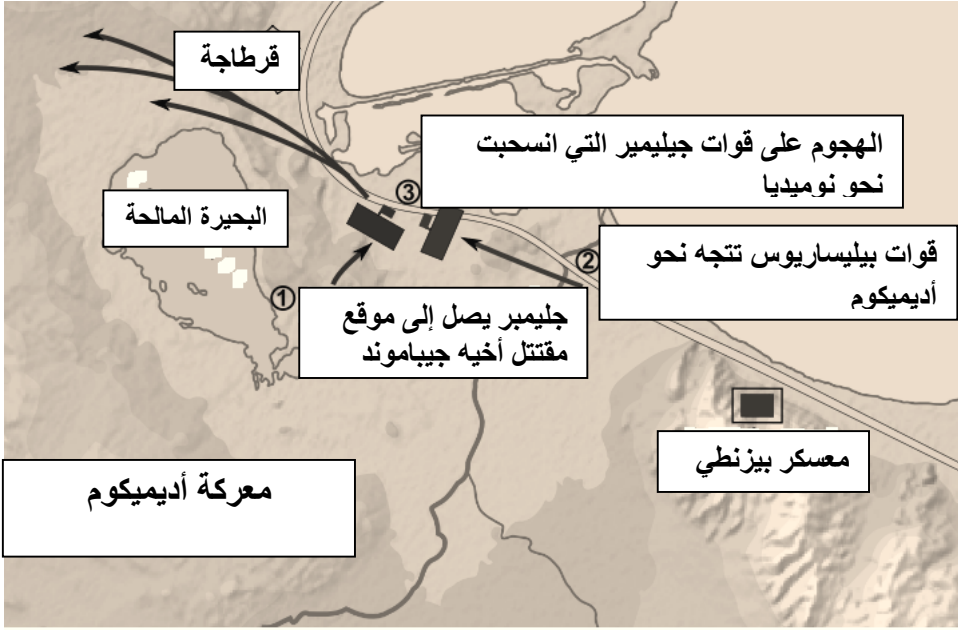 قرطاجة
③
الهجوم على قوات جيليمير التي انسحبت
نحو نوميديا
البحيرة المالحة
②
قوات بيليساريوس تتجه نحو
أديميكوم
①
جليمبر يصل إلى موقع
مقتتل أخيه جيباموند
معسكر بيزنطي
معركة أديميكوم